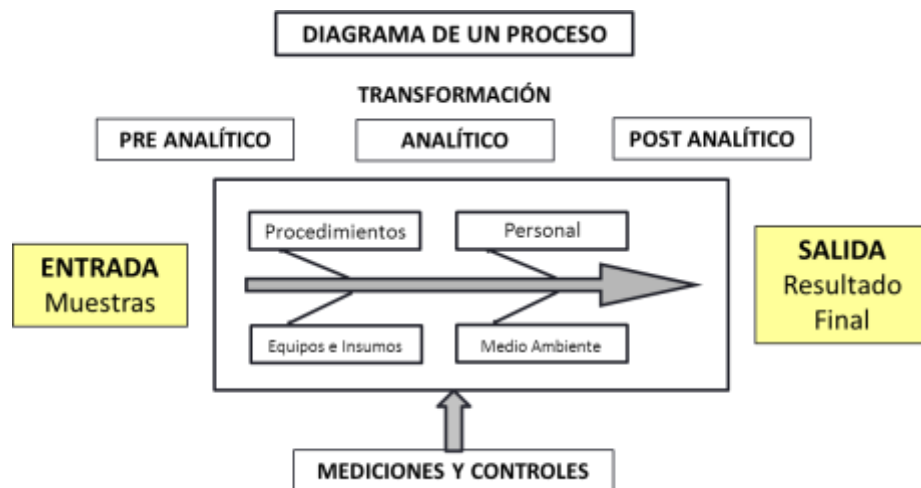 DIAGRAMA DE UN PROCESO
TRANSFORMACIÓN
PRE ANALÍTICO
ANALÍTICO
POST ANALÍTICO
Procedimientos
Personal
ENTRADA
Muestras
SALIDA
Resultado
Final
Equipos e Insumos
Medio Ambiente
MEDICIONES Y CONTROLES